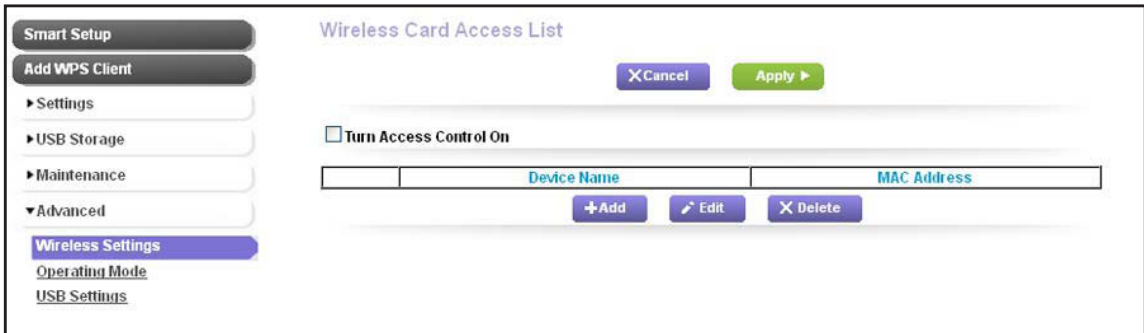 Smart Setup
Add WPS Client
Settings
USB Storage
Maintenance
Advanced
Wireless Settings
Operating Mode
USB Settings
Wireless Card Access List
Cancel Apply
Turn Access Control On
Device Name MAC Address
Add Edit Delete